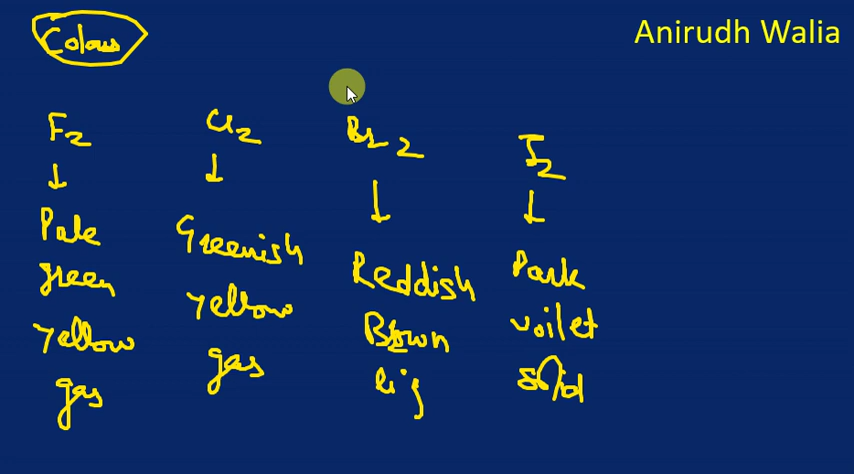 Anirudh Walia
Colour
F2 Cl2 Br2 I2
↓ ↓ ↓ ↓
Pale Greenish Reddish Dark
green yellow Brown voilet
yellow gas liq solid
gas